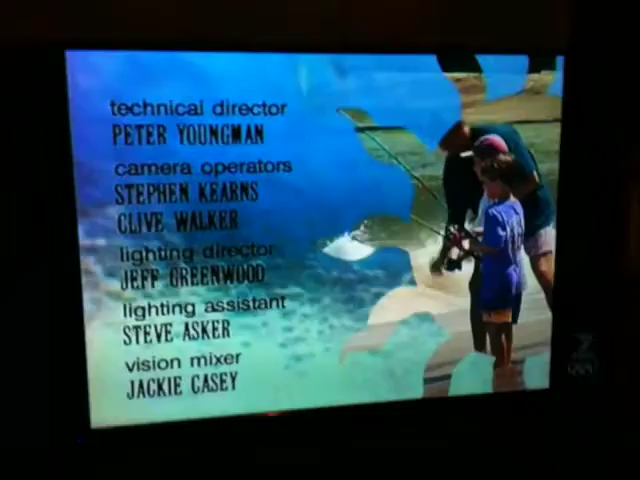 technical director
PETER YOUNGMAN
camera operators
STEPHEN KEARNS
CLIVE WALKER
lighting director
JEFF GREENWOOD
lighting assistant
STEVE ASKER
vision mixer
JACKIE CASEY